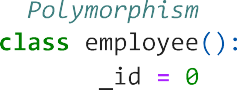 Polymorphism
class employee():
_id = 0